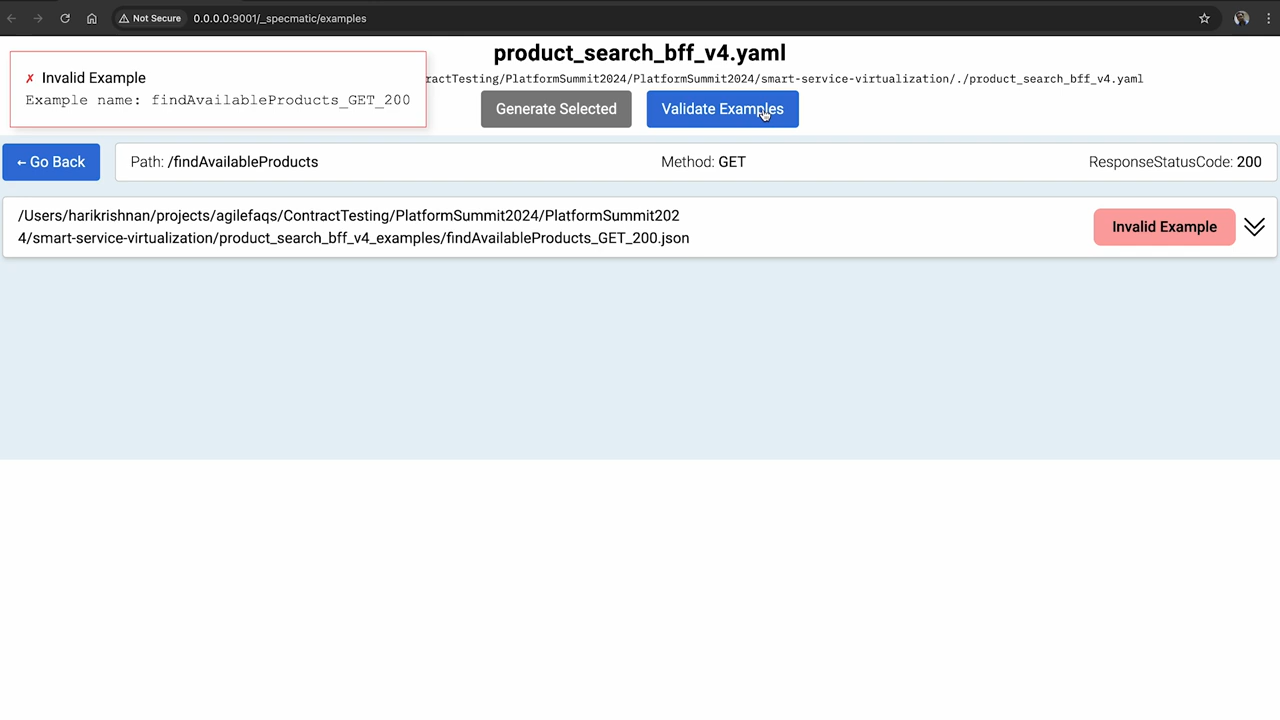 Not Secure
0.0.0.0:9001/_specmatic/examples
product_search_bff_v4.yaml
ractTesting/PlatformSummit2024/PlatformSummit2024/smart-service-virtualization/./product_search_bff_v4.yaml
✗ Invalid Example
Example name: findAvailableProducts_GET_200
Generate Selected
Validate Examples
← Go Back
Path: /findAvailableProducts
Method: GET
ResponseStatusCode: 200
/Users/harikrishnan/projects/agilefaqs/ContractTesting/PlatformSummit2024/PlatformSummit202
4/smart-service-virtualization/product_search_bff_v4_examples/findAvailableProducts_GET_200.json
Invalid Example